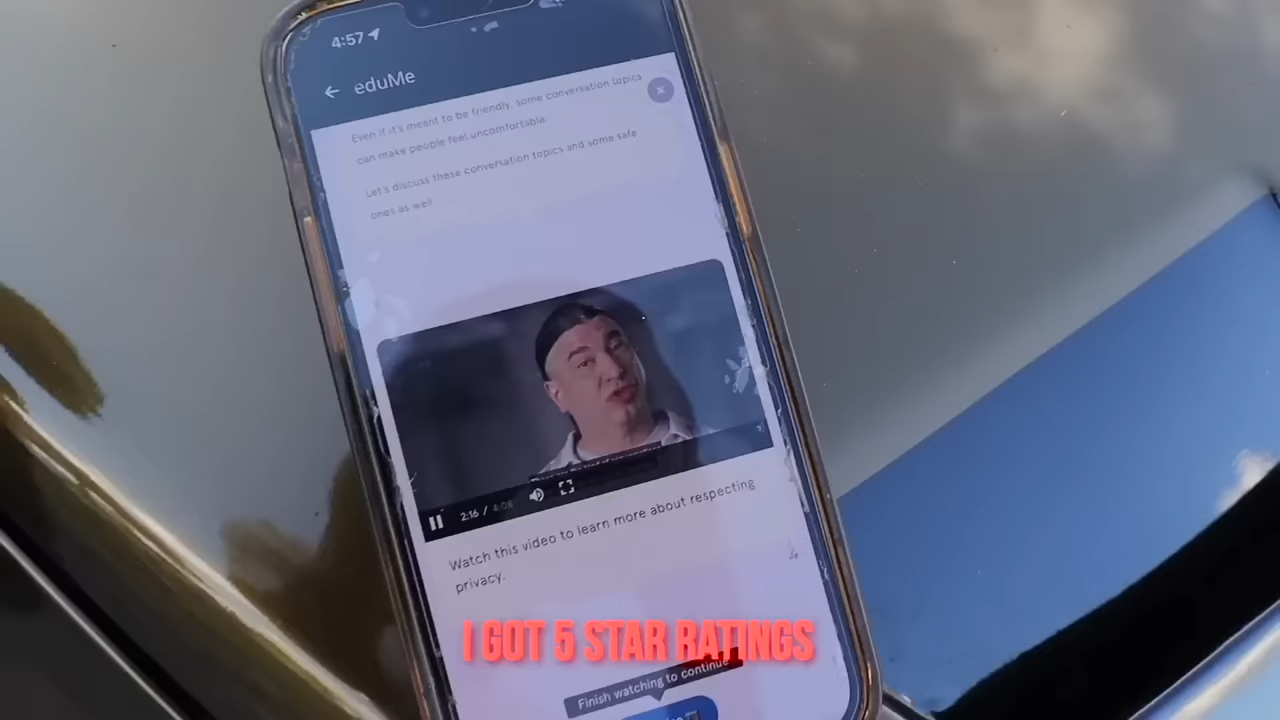 4:57
eduMe
Even if it's meant to be friendly, some conversation topics
can make people feel uncomfortable.
Let's discuss these conversation topics and some safe
ones as well
2:16 / 4:08
Watch this video to learn more about respecting
privacy.
I GOT 5 STAR RATINGS
Finish watching to continue